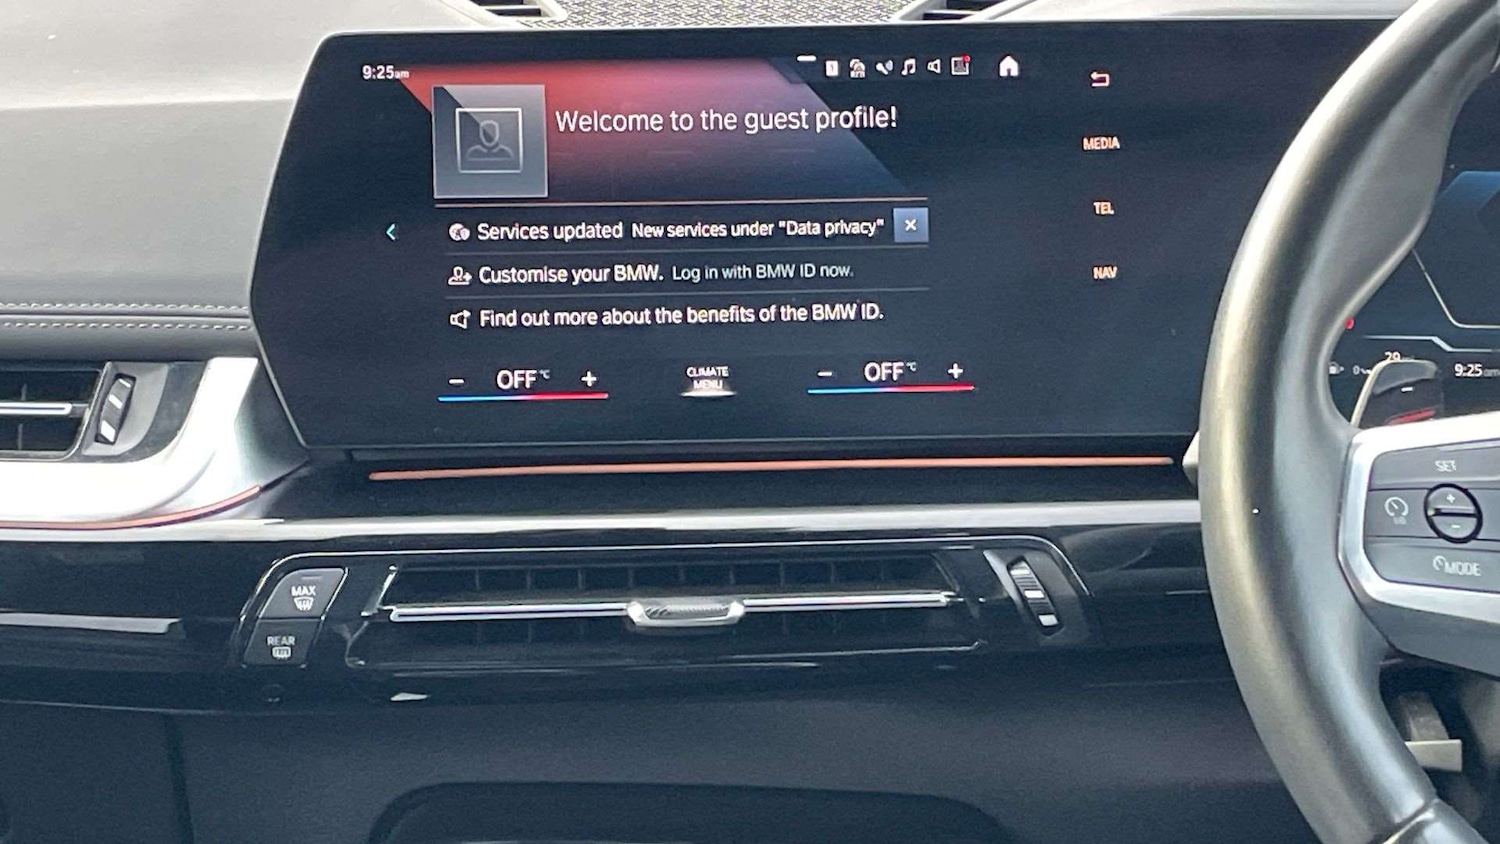 9:25am
Welcome to the guest profile!
MEDIA
TEL
Services updated New services under "Data privacy"
Customise your BMW. Log in with BMW ID now.
NAV
Find out more about the benefits of the BMW ID.
- OFF°C +
CLIMATE
MENU
- OFF°C +
29
9:25am
SET
MODE
MAX
REAR